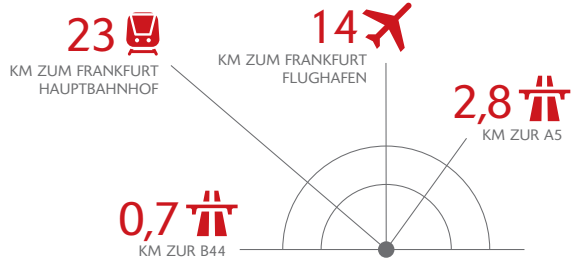 23
KM ZUM FRANKFURT
HAUPTBAHNHOF
14
KM ZUM FRANKFURT
FLUGHAFEN
2,8
KM ZUR A5
0,7
KM ZUR B44